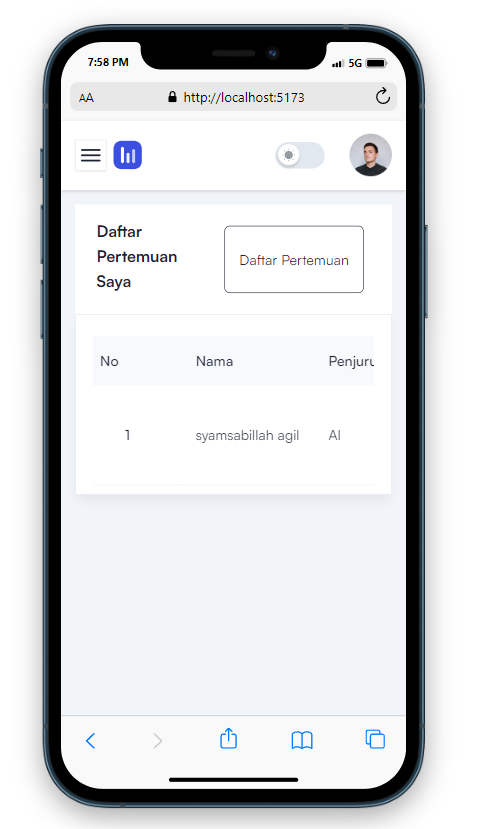 7:58 PM
5G
AA
http://localhost:5173
Daftar
Pertemuan
Saya
Daftar Pertemuan
No Nama Penjuru
1 syamsabillah agil AI